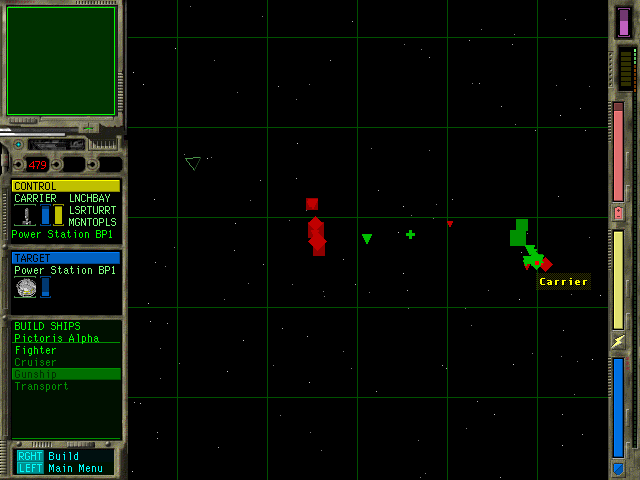 479
CONTROL
CARRIER LNCHBAY
LSRTURRT
MGNTOPLS
Power Station BP1
TARGET
Power Station BP1
BUILD SHIPS
Pictoris Alpha
Fighter
Cruiser
Gunship
Transport
RGHT Build
LEFT Main Menu
Carrier